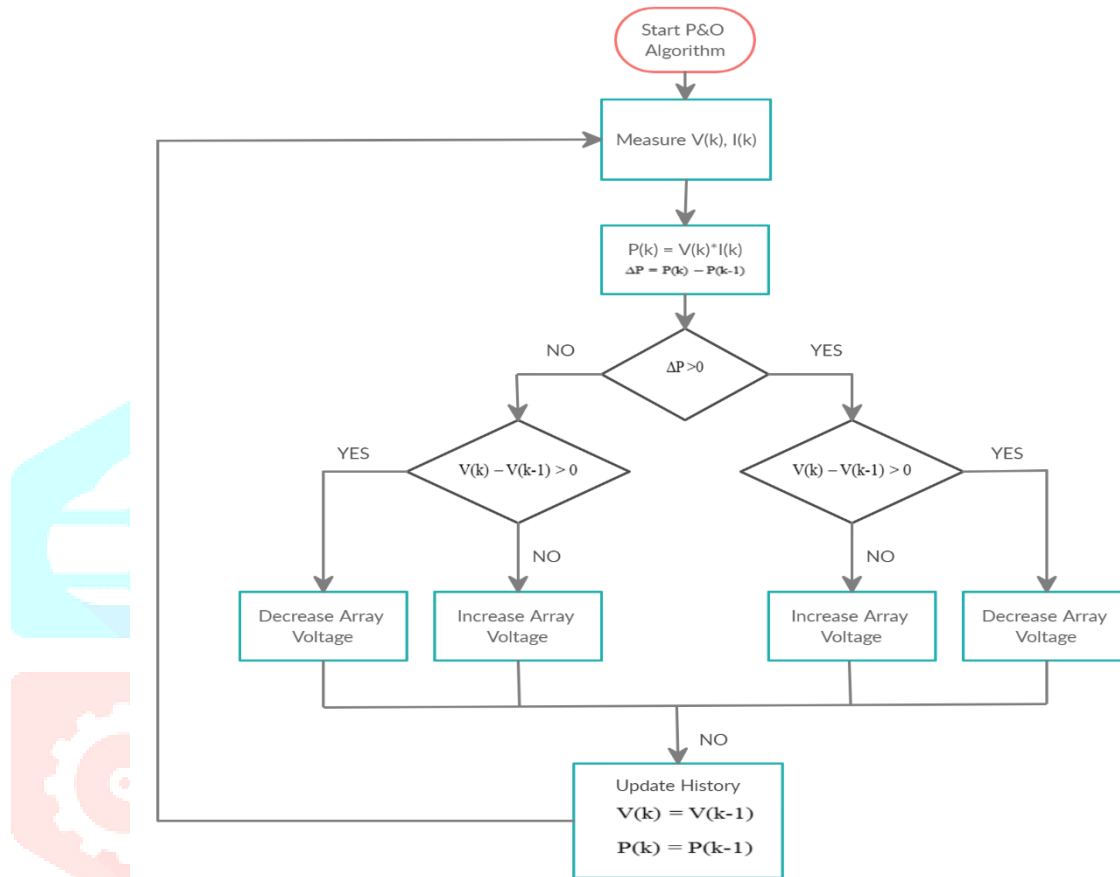 Start P&O
Algorithm
Measure V(k), I(k)
P(k) = V(k)*I(k)
ΔP = P(k) – P(k-1)
NO
YES
ΔP >0
YES
V(k) – V(k-1) > 0
V(k) – V(k-1) > 0
YES
NO
NO
Decrease Array
Voltage
Increase Array
Voltage
Increase Array
Voltage
Decrease Array
Voltage
NO
Update History
V(k) = V(k-1)
P(k) = P(k-1)